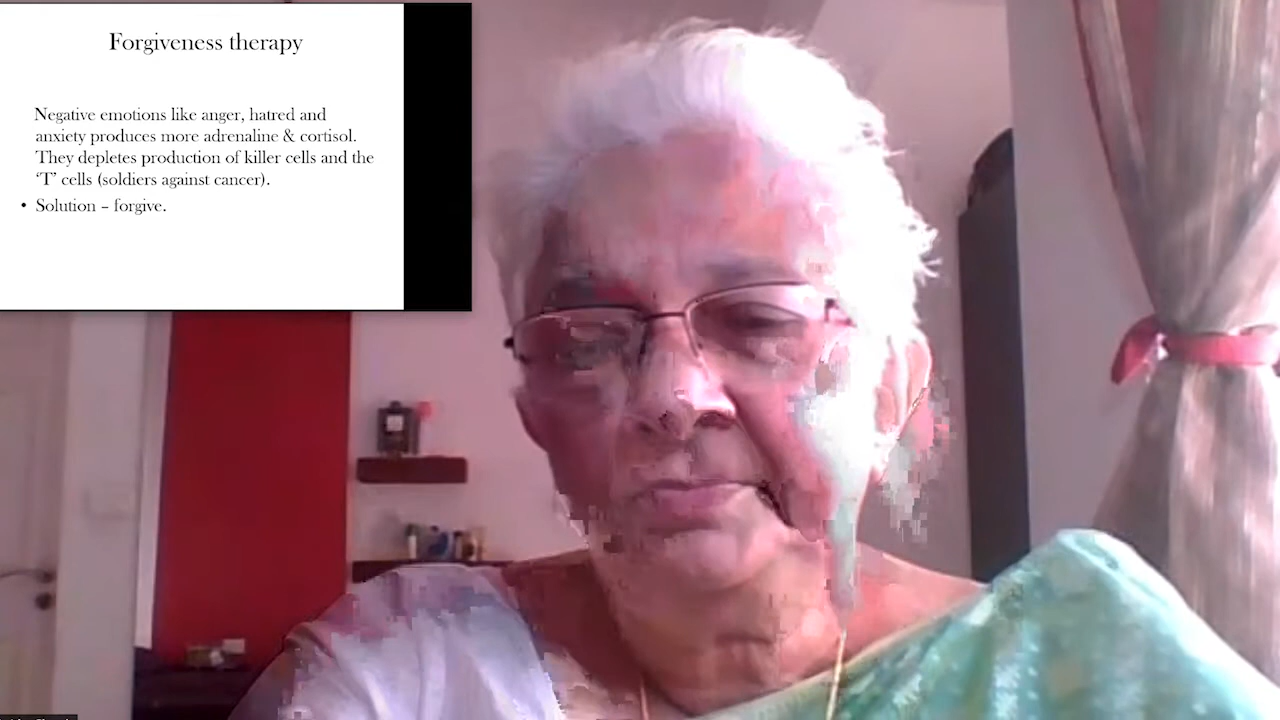 Forgiveness therapy
Negative emotions like anger, hatred and
anxiety produces more adrenaline & cortisol.
They depletes production of killer cells and the
‘T’ cells (soldiers against cancer).
• Solution – forgive.